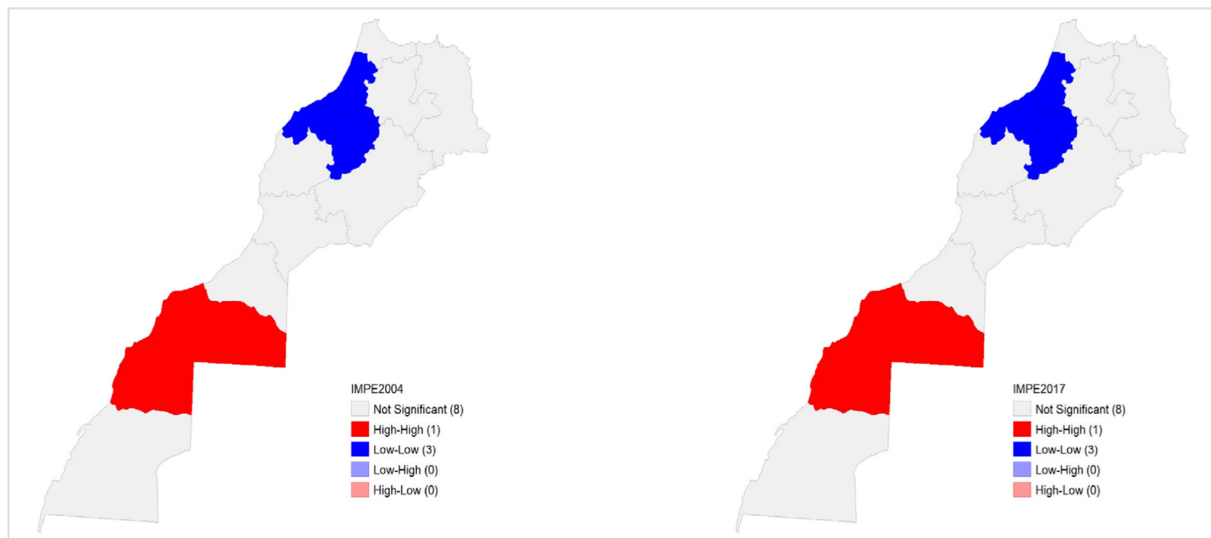 IMPE2004
Not Significant (8)
High-High (1)
Low-Low (3)
Low-High (0)
High-Low (0)
IMPE2017
Not Significant (8)
High-High (1)
Low-Low (3)
Low-High (0)
High-Low (0)